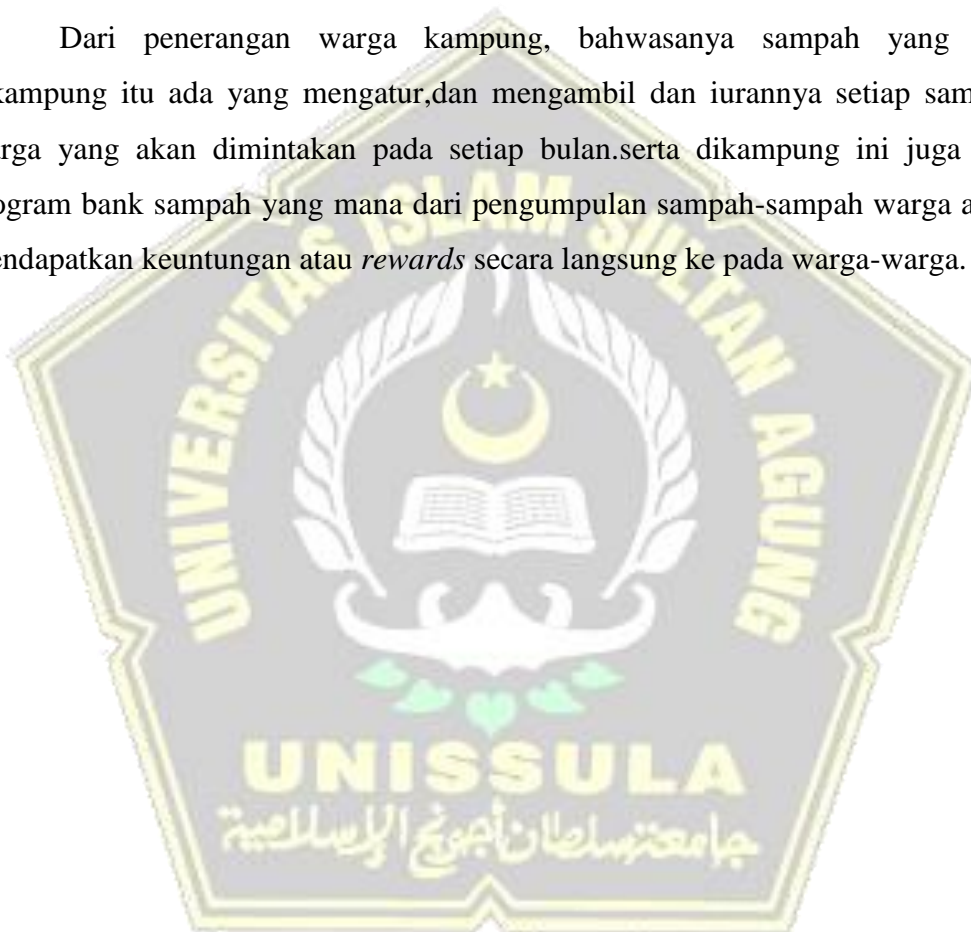 Dari penerangan warga kampung, bahwasanya sampah yang
kampung itu ada yang mengatur,dan mengambil dan iurannya setiap sam
rga yang akan dimintakan pada setiap bulan.serta dikampung ini juga
ogram bank sampah yang mana dari pengumpulan sampah-sampah warga a
endapatkan keuntungan atau rewards secara langsung ke pada warga-warga.
UNIVERSITAS ISLAM SULTAN AGUNG
UNISSULA
جامعتنسلطان أجونج الإسلامية